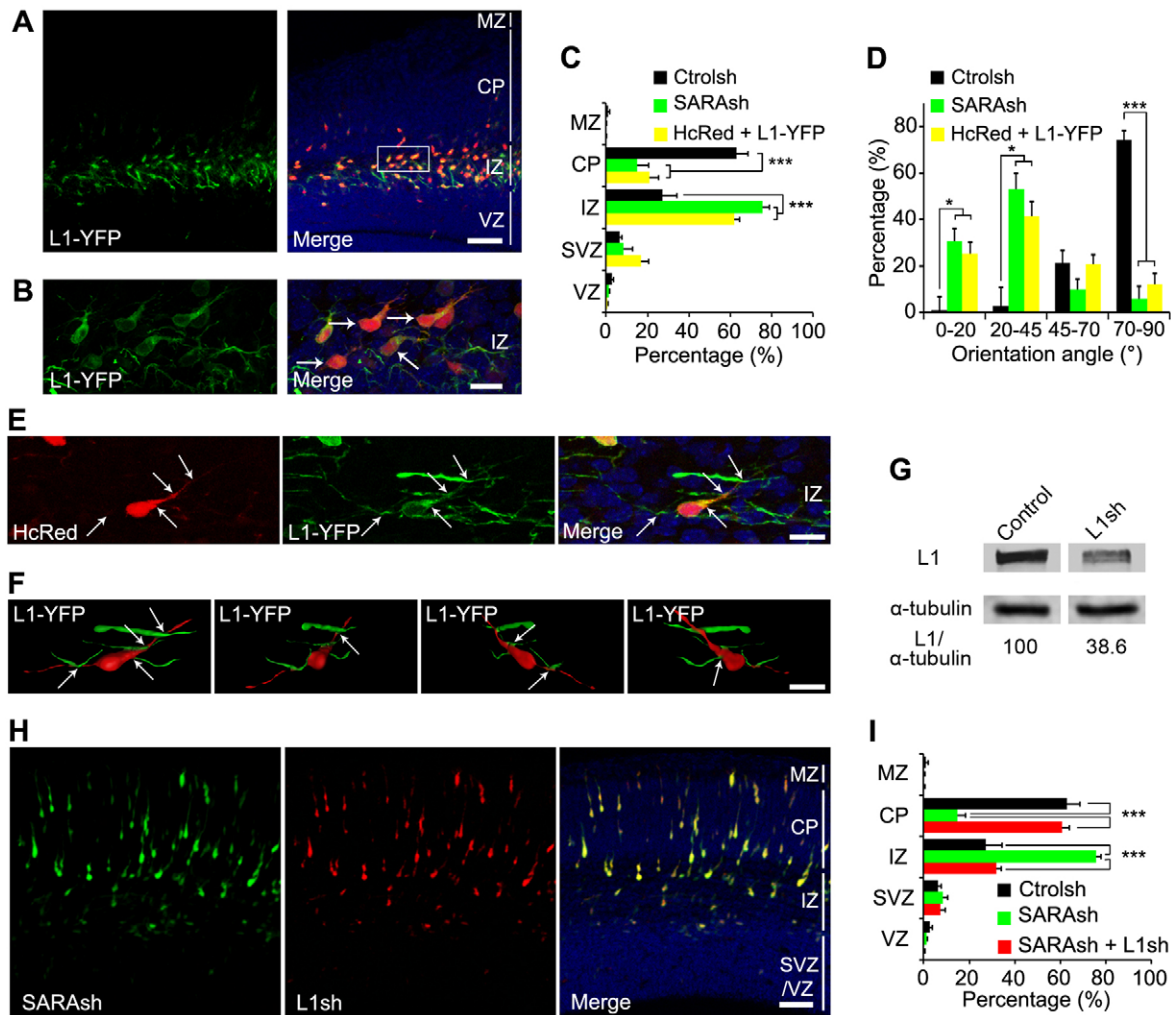 A
L1-YFP
Merge
MZ
CP
IZ
VZ
B
L1-YFP
Merge
IZ
C
Ctrolsh
SARAsh
HcRed + L1-YFP
MZ
CP
IZ
SVZ
VZ
***
***
0 20 40 60 80 100
Percentage (%)
D
Ctrolsh
SARAsh
HcRed + L1-YFP
Percentage (%)
80
60
40
20
0
*
*
***
0-20 20-45 45-70 70-90
Orientation angle (°)
E
HcRed
L1-YFP
Merge
IZ
F
L1-YFP
L1-YFP
L1-YFP
L1-YFP
G
Control L1sh
L1
α-tubulin
L1/
α-tubulin
100 38.6
H
SARAsh
L1sh
Merge
MZ
CP
IZ
SVZ
/VZ
I
MZ
CP
IZ
SVZ
VZ
***
***
Ctrolsh
SARAsh
SARAsh + L1sh
0 20 40 60 80 100
Percentage (%)